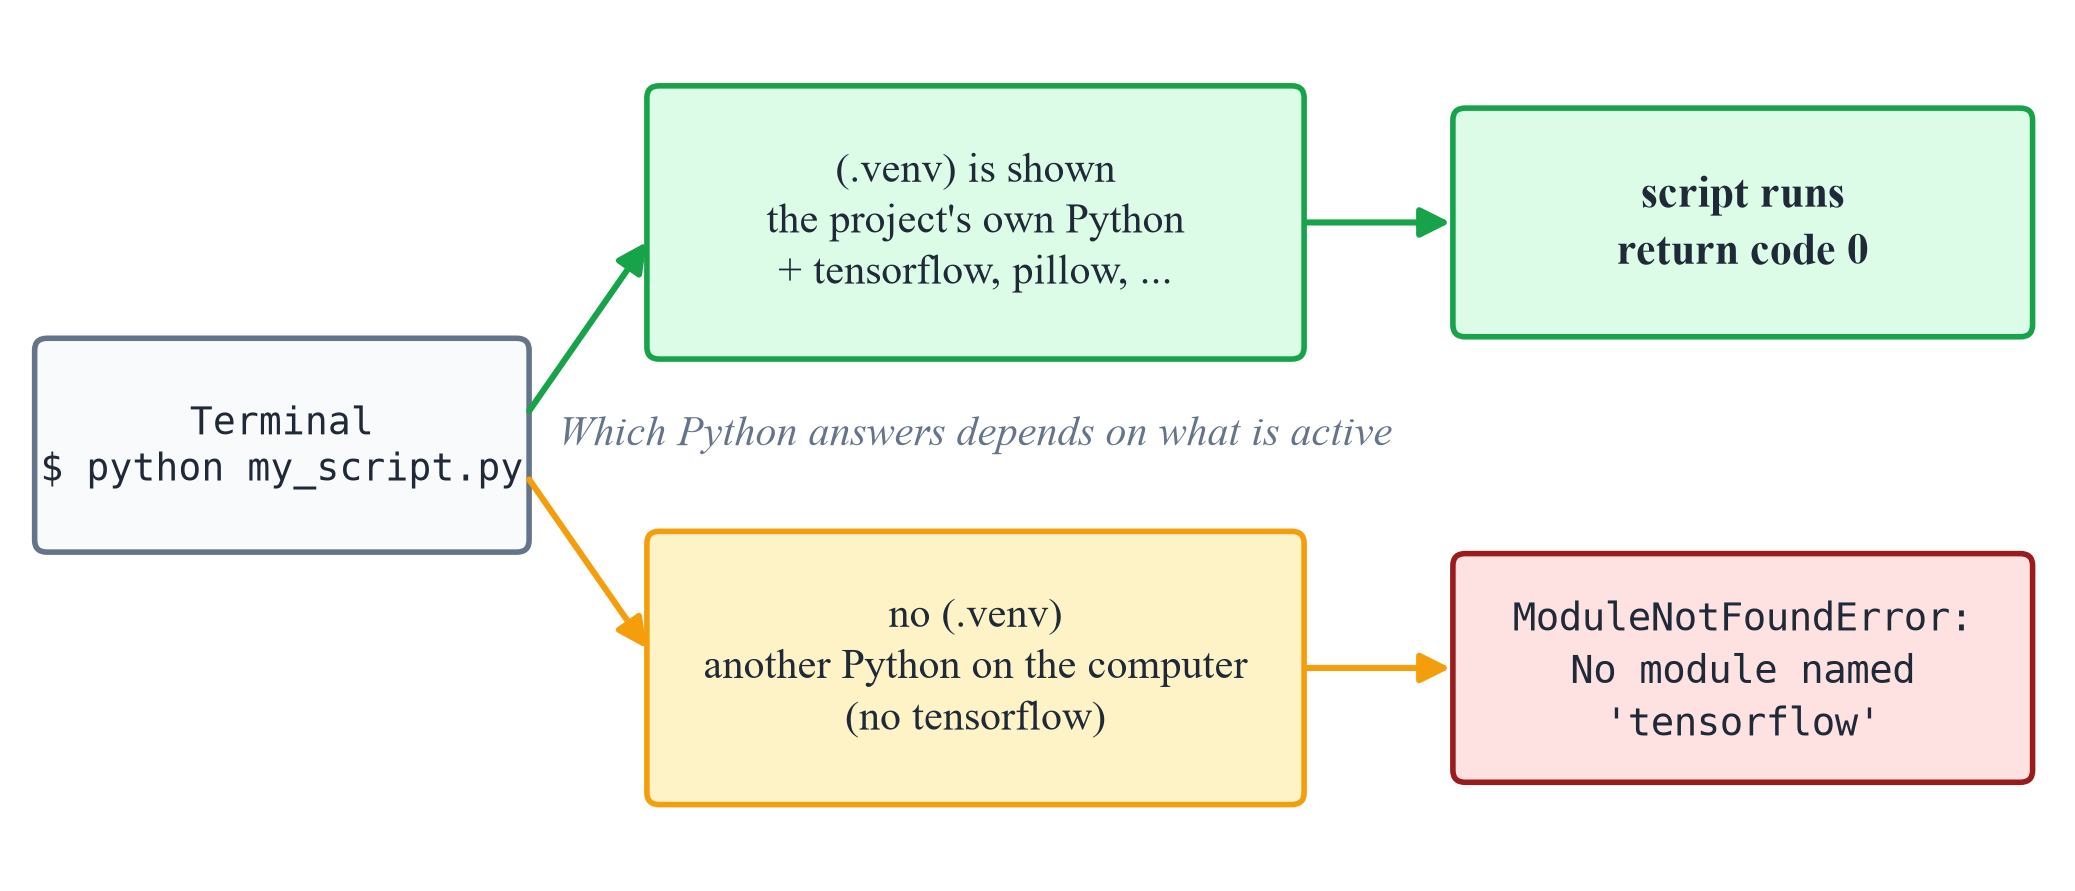 Terminal
$ python my_script.py
(.venv) is shown
the project's own Python
+ tensorflow, pillow, ...
script runs
return code 0
Which Python answers depends on what is active
no (.venv)
another Python on the computer
(no tensorflow)
ModuleNotFoundError:
No module named
'tensorflow'